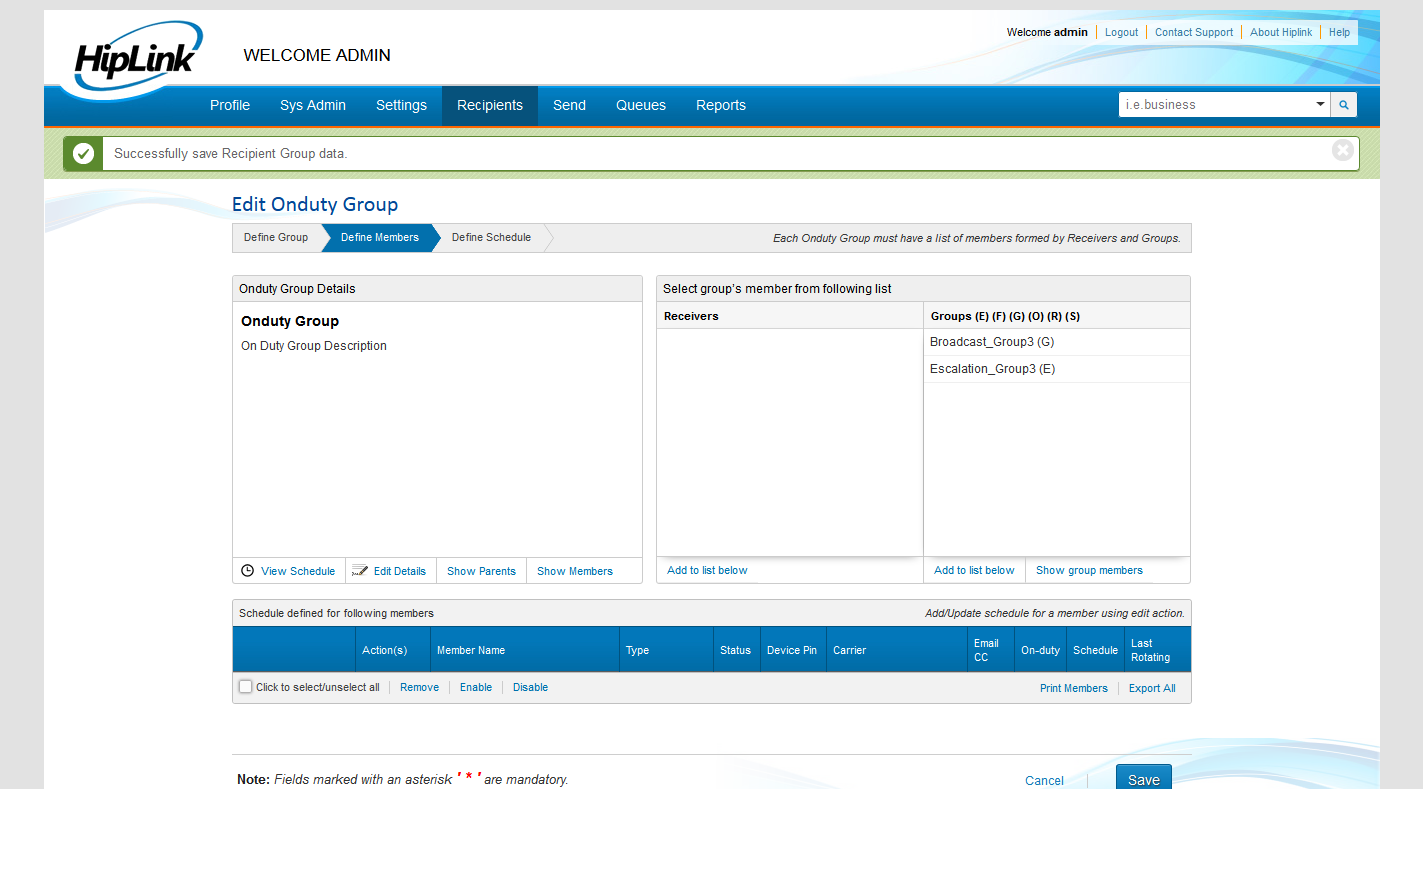 HipLink
WELCOME ADMIN
Welcome admin Logout Contact Support About Hiplink Help
Profile Sys Admin Settings Recipients Send Queues Reports
i.e.business
Successfully save Recipient Group data.
Edit Onduty Group
Define Group Define Members Define Schedule Each Onduty Group must have a list of members formed by Receivers and Groups.
Onduty Group Details
Onduty Group
On Duty Group Description
View Schedule Edit Details Show Parents Show Members
Select group's member from following list
Receivers Groups (E) (F) (G) (O) (R) (S)
Broadcast_Group3 (G)
Escalation_Group3 (E)
Add to list below Add to list below Show group members
Schedule defined for following members Add/Update schedule for a member using edit action.
Action(s) Member Name Type Status Device Pin Carrier Email CC On-duty Schedule Last Rotating
Click to select/unselect all Remove Enable Disable Print Members Export All
Note: Fields marked with an asterisk ' * ' are mandatory.
Cancel Save